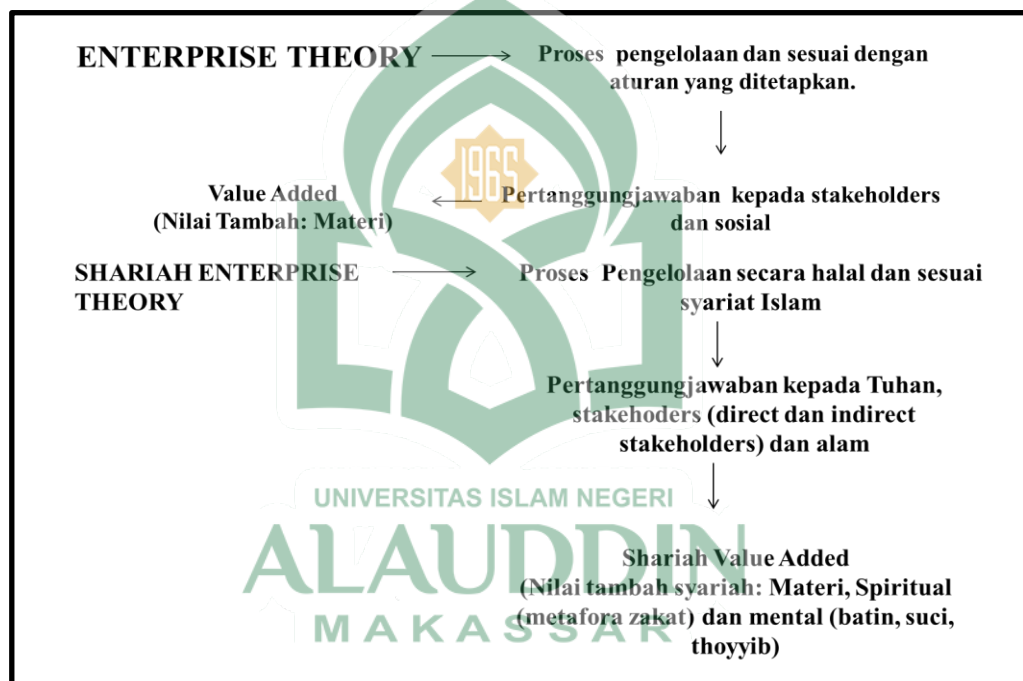 ENTERPRISE THEORY
Proses pengelolaan dan sesuai dengan
aturan yang ditetapkan.
1965
Value Added
(Nilai Tambah: Materi)
Pertanggungjawaban kepada stakeholders
dan sosial
SHARIAH ENTERPRISE
THEORY
Proses Pengelolaan secara halal dan sesuai
syariat Islam
Pertanggungjawaban kepada Tuhan,
stakehoders (direct dan indirect
stakeholders) dan alam
UNIVERSITAS ISLAM NEGERI
ALAUDDIN
MAKASSAR
Shariah Value Added
(Nilai tambah syariah: Materi, Spiritual
(metafora zakat) dan mental (batin, suci,
thoyyib)